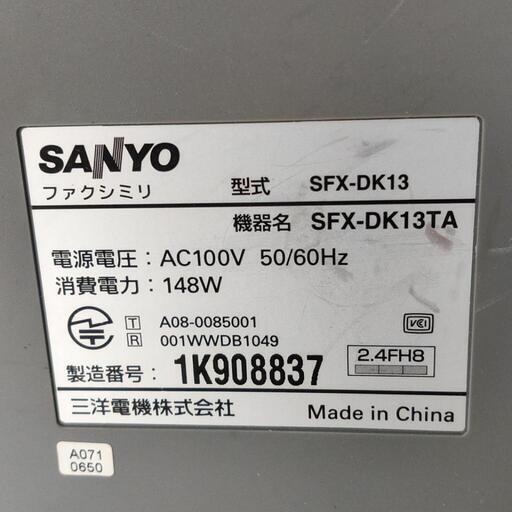 SANYO
ファクシミリ
型式 SFX-DK13
機器名 SFX-DK13TA
電源電圧：AC100V 50/60Hz
消費電力：148W
T A08-0085001
R 001WWDB1049
VCI
製造番号：1K908837
2.4FH8
三洋電機株式会社
Made in China
A071
0650